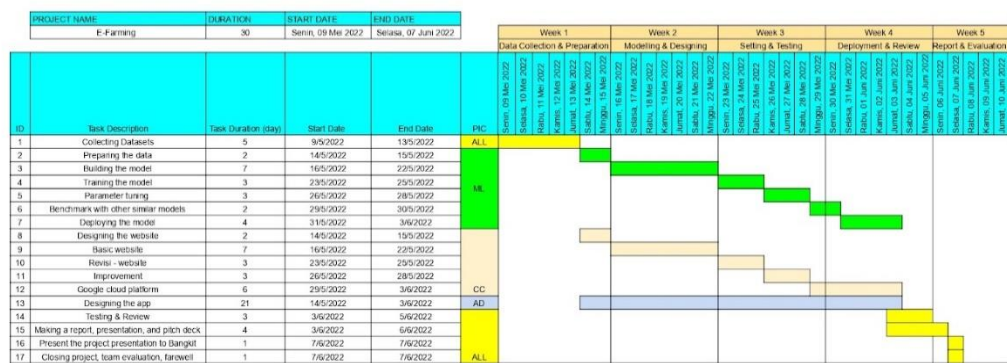 PROJECT NAME DURATION START DATE END DATE
E-Farming 30 Senin, 09 Mei 2022 Selasa, 07 Juni 2022
Week 1 Week 2 Week 3 Week 4 Week 5
Data Collection & Preparation Modelling & Designing Setting & Testing Deployment & Review Report & Evaluation
ID Task Description Task Duration (day) Start Date End Date PIC
Senin, 09 Mei 2022
Selasa, 10 Mei 2022
Rabu, 11 Mei 2022
Kamis, 12 Mei 2022
Jumat, 13 Mei 2022
Sabtu, 14 Mei 2022
Minggu, 15 Mei 2022
Senin, 16 Mei 2022
Selasa, 17 Mei 2022
Rabu, 18 Mei 2022
Kamis, 19 Mei 2022
Jumat, 20 Mei 2022
Sabtu, 21 Mei 2022
Minggu, 22 Mei 2022
Senin, 23 Mei 2022
Selasa, 24 Mei 2022
Rabu, 25 Mei 2022
Kamis, 26 Mei 2022
Jumat, 27 Mei 2022
Sabtu, 28 Mei 2022
Minggu, 29 Mei 2022
Senin, 30 Mei 2022
Selasa, 31 Mei 2022
Rabu, 01 Juni 2022
Kamis, 02 Juni 2022
Jumat, 03 Juni 2022
Sabtu, 04 Juni 2022
Minggu, 05 Juni 2022
Senin, 06 Juni 2022
Selasa, 07 Juni 2022
Rabu, 08 Juni 2022
Kamis, 09 Juni 2022
Jumat, 10 Juni 2022
1 Collecting Datasets 5 9/5/2022 13/5/2022 ALL
2 Preparing the data 2 14/5/2022 15/5/2022
3 Building the model 7 16/5/2022 22/5/2022
4 Training the model 3 23/5/2022 25/5/2022 ML
5 Parameter tuning 3 26/5/2022 28/5/2022
6 Benchmark with other similar models 2 29/5/2022 30/5/2022
7 Deploying the model 4 31/5/2022 3/6/2022
8 Designing the website 2 14/5/2022 15/5/2022
9 Basic website 7 16/5/2022 22/5/2022
10 Revisi - website 3 23/5/2022 25/5/2022
11 Improvement 3 26/5/2022 28/5/2022
12 Google cloud platform 6 29/5/2022 3/6/2022 CC
13 Designing the app 21 14/5/2022 3/6/2022 AD
14 Testing & Review 3 3/6/2022 5/6/2022
15 Making a report, presentation, and pitch deck 4 3/6/2022 6/6/2022
16 Present the project presentation to Bangkit 1 7/6/2022 7/6/2022
17 Closing project, team evaluation, farewell 1 7/6/2022 7/6/2022 ALL